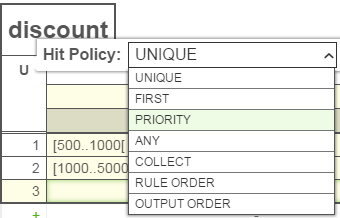 discount
Hit Policy: UNIQUE
U
UNIQUE
FIRST
PRIORITY
ANY
COLLECT
RULE ORDER
OUTPUT ORDER
1 [500..1000[
2 [1000..5000
3
+